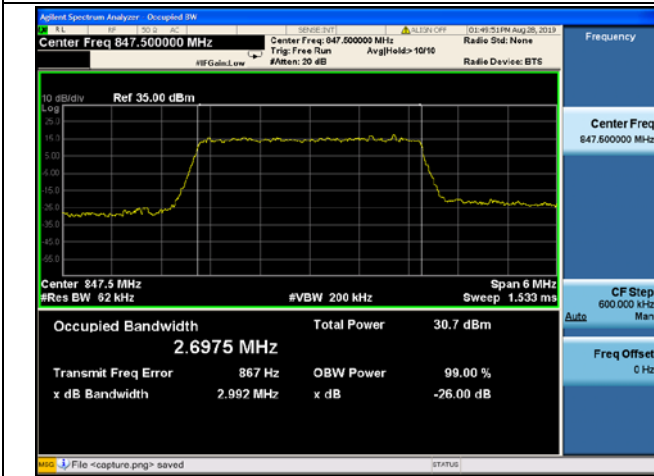 Agilent Spectrum Analyzer - Occupied BW
RL RF 50 Ω AC SENSE:INT ALIGN OFF 01:49:51PM Aug 28, 2019
Center Freq 847.500000 MHz
Center Freq: 847.500000 MHz
Radio Std: None
Trig: Free Run Avg|Hold:> 10/10
#IFGain:Low #Atten: 20 dB Radio Device: BTS
10 dB/div Ref 35.00 dBm
Log
25.0
15.0
5.00
-5.00
-15.0
-25.0
-35.0
-45.0
-55.0
Center 847.5 MHz Span 6 MHz
#Res BW 62 kHz #VBW 200 kHz Sweep 1.533 ms
Occupied Bandwidth Total Power 30.7 dBm
2.6975 MHz
Transmit Freq Error 867 Hz OBW Power 99.00 %
x dB Bandwidth 2.992 MHz x dB -26.00 dB
MSG File <capture.png> saved STATUS
Frequency
Center Freq
847.500000 MHz
CF Step
600.000 kHz
Auto Man
Freq Offset
0 Hz